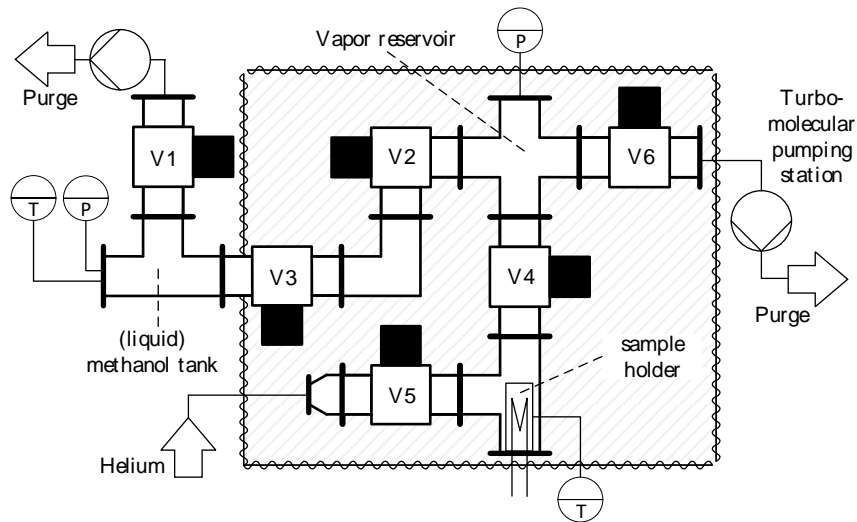 Vapor reservoir
P
Purge
Turbo-
molecular
pumping
station
V1
V2
V6
T
P
V3
V4
Purge
(liquid)
methanol tank
sample
holder
V5
Helium
T